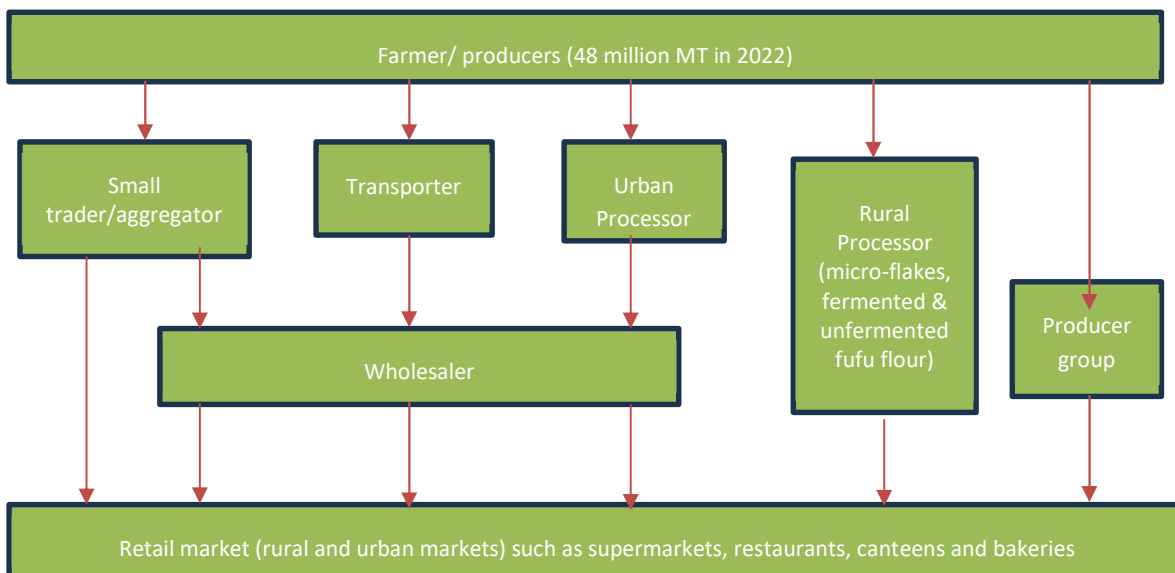 Farmer/ producers (48 million MT in 2022)
Small
trader/aggregator
Transporter
Urban
Processor
Rural
Processor
(micro-flakes,
fermented &
unfermented
fufu flour)
Producer
group
Wholesaler
Retail market (rural and urban markets) such as supermarkets, restaurants, canteens and bakeries